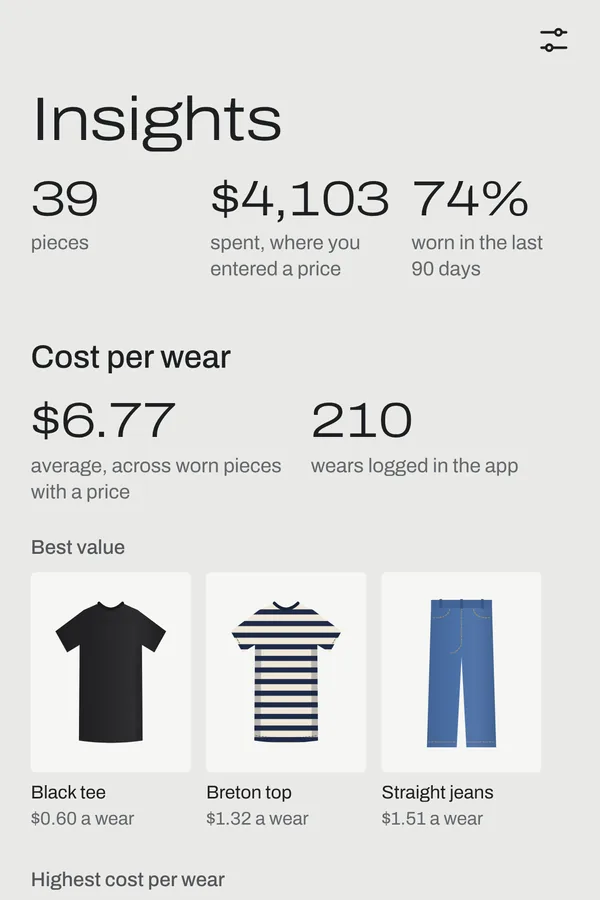 Insights
39
pieces
$4,103
spent, where you
entered a price
74%
worn in the last
90 days
Cost per wear
$6.77
average, across worn pieces
with a price
210
wears logged in the app
Best value
Black tee
$0.60 a wear
Breton top
$1.32 a wear
Straight jeans
$1.51 a wear
Highest cost per wear